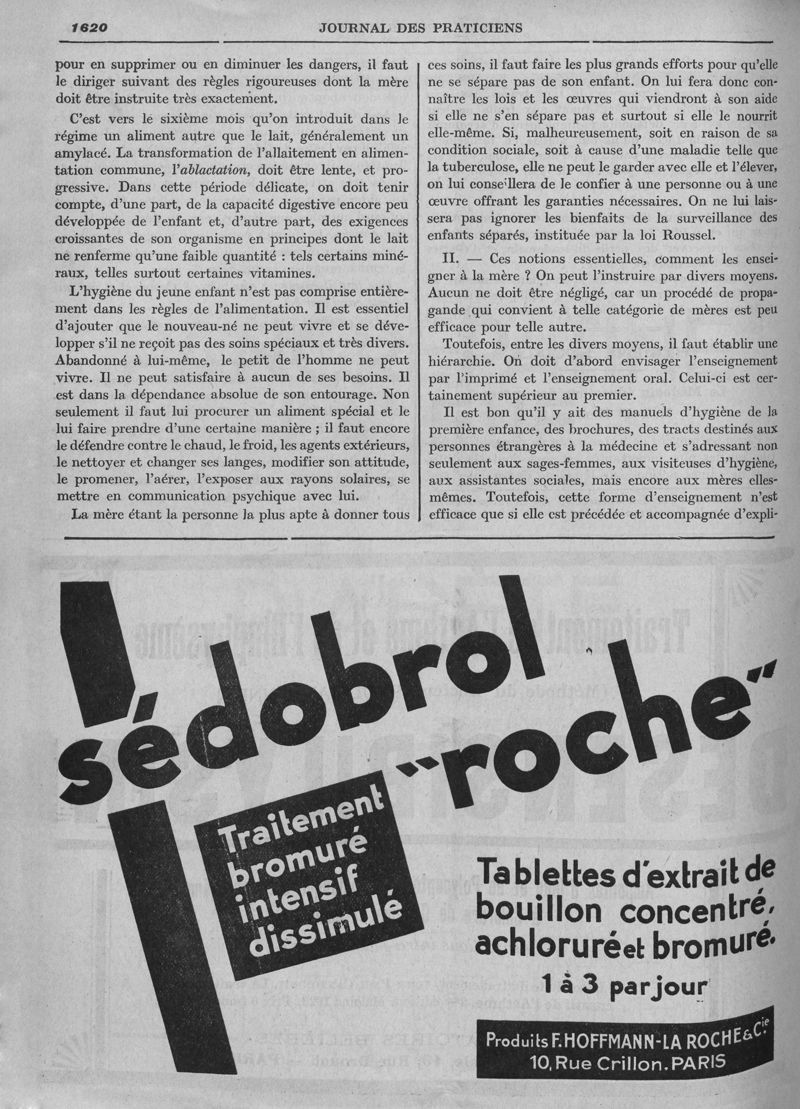 1620
JOURNAL DES PRATICIENS
pour en supprimer ou en diminuer les dangers, il faut
le diriger suivant des règles rigoureuses dont la mère
doit être instruite très exactement.
C'est vers le sixième mois qu'on introduit dans le
régime un aliment autre que le lait, généralement un
amylacé. La transformation de l'allaitement en alimen-
tation commune, l'ablactation, doit être lente, et pro-
gressive. Dans cette période délicate, on doit tenir
compte, d'une part, de la capacité digestive encore peu
développée de l'enfant et, d'autre part, des exigences
croissantes de son organisme en principes dont le lait
ne renferme qu'une faible quantité : tels certains miné-
raux, telles surtout certaines vitamines.
L'hygiène du jeune enfant n'est pas comprise entière-
ment dans les règles de l'alimentation. Il est essentiel
d'ajouter que le nouveau-né ne peut vivre et se déve-
lopper s'il ne reçoit pas des soins spéciaux et très divers.
Abandonné à lui-même, le petit de l'homme ne peut
vivre. Il ne peut satisfaire à aucun de ses besoins. Il
est dans la dépendance absolue de son entourage. Non
seulement il faut lui procurer un aliment spécial et le
lui faire prendre d'une certaine manière ; il faut encore
le défendre contre le chaud, le froid, les agents extérieurs,
le nettoyer et changer ses langes, modifier son attitude,
le promener, l'aérer, l'exposer aux rayons solaires, se
mettre en communication psychique avec lui.
La mère étant la personne la plus apte à donner tous
ces soins, il faut faire les plus grands efforts pour qu'elle
ne se sépare pas de son enfant. On lui fera donc con-
naître les lois et les œuvres qui viendront à son aide
si elle ne s'en sépare pas et surtout si elle le nourrit
elle-même. Si, malheureusement, soit en raison de sa
condition sociale, soit à cause d'une maladie telle que
la tuberculose, elle ne peut le garder avec elle et l'élever,
on lui conseillera de le confier à une personne ou à une
œuvre offrant les garanties nécessaires. On ne lui lais-
sera pas ignorer les bienfaits de la surveillance des
enfants séparés, instituée par la loi Roussel.
II. — Ces notions essentielles, comment les ensei-
gner à la mère ? On peut l'instruire par divers moyens.
Aucun ne doit être négligé, car un procédé de propa-
gande qui convient à telle catégorie de mères est peu
efficace pour telle autre.
Toutefois, entre les divers moyens, il faut établir une
hiérarchie. On doit d'abord envisager l'enseignement
par l'imprimé et l'enseignement oral. Celui-ci est cer-
tainement supérieur au premier.
Il est bon qu'il y ait des manuels d'hygiène de la
première enfance, des brochures, des tracts destinés aux
personnes étrangères à la médecine et s'adressant non
seulement aux sages-femmes, aux visiteuses d'hygiène,
aux assistantes sociales, mais encore aux mères elles-
mêmes. Toutefois, cette forme d'enseignement n'est
efficace que si elle est précédée et accompagnée d'expli-
sédobrol
"roche"
Traitement
bromuré
intensif
dissimulé
Tablettes d'extrait de
bouillon concentré,
achloruré et bromuré.
1 à 3 par jour
Produits F. HOFFMANN-LA ROCHE & Cie.
10, Rue Crillon. PARIS